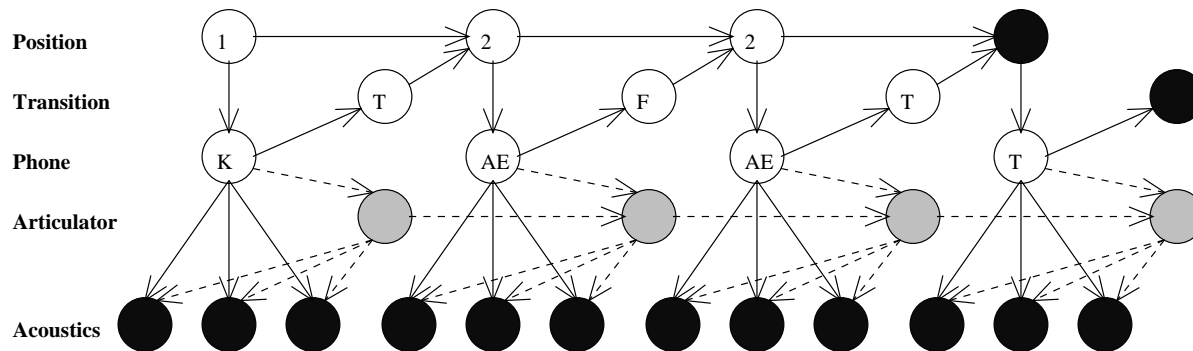 Position 1 2 2
Transition T F T
Phone K AE AE T
Articulator
Acoustics